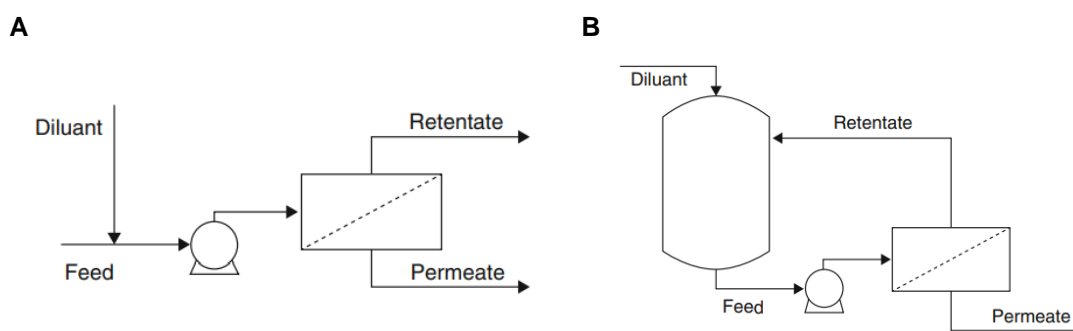 A
Diluant
Feed
Retentate
Permeate
B
Diluant
Retentate
Feed
Permeate